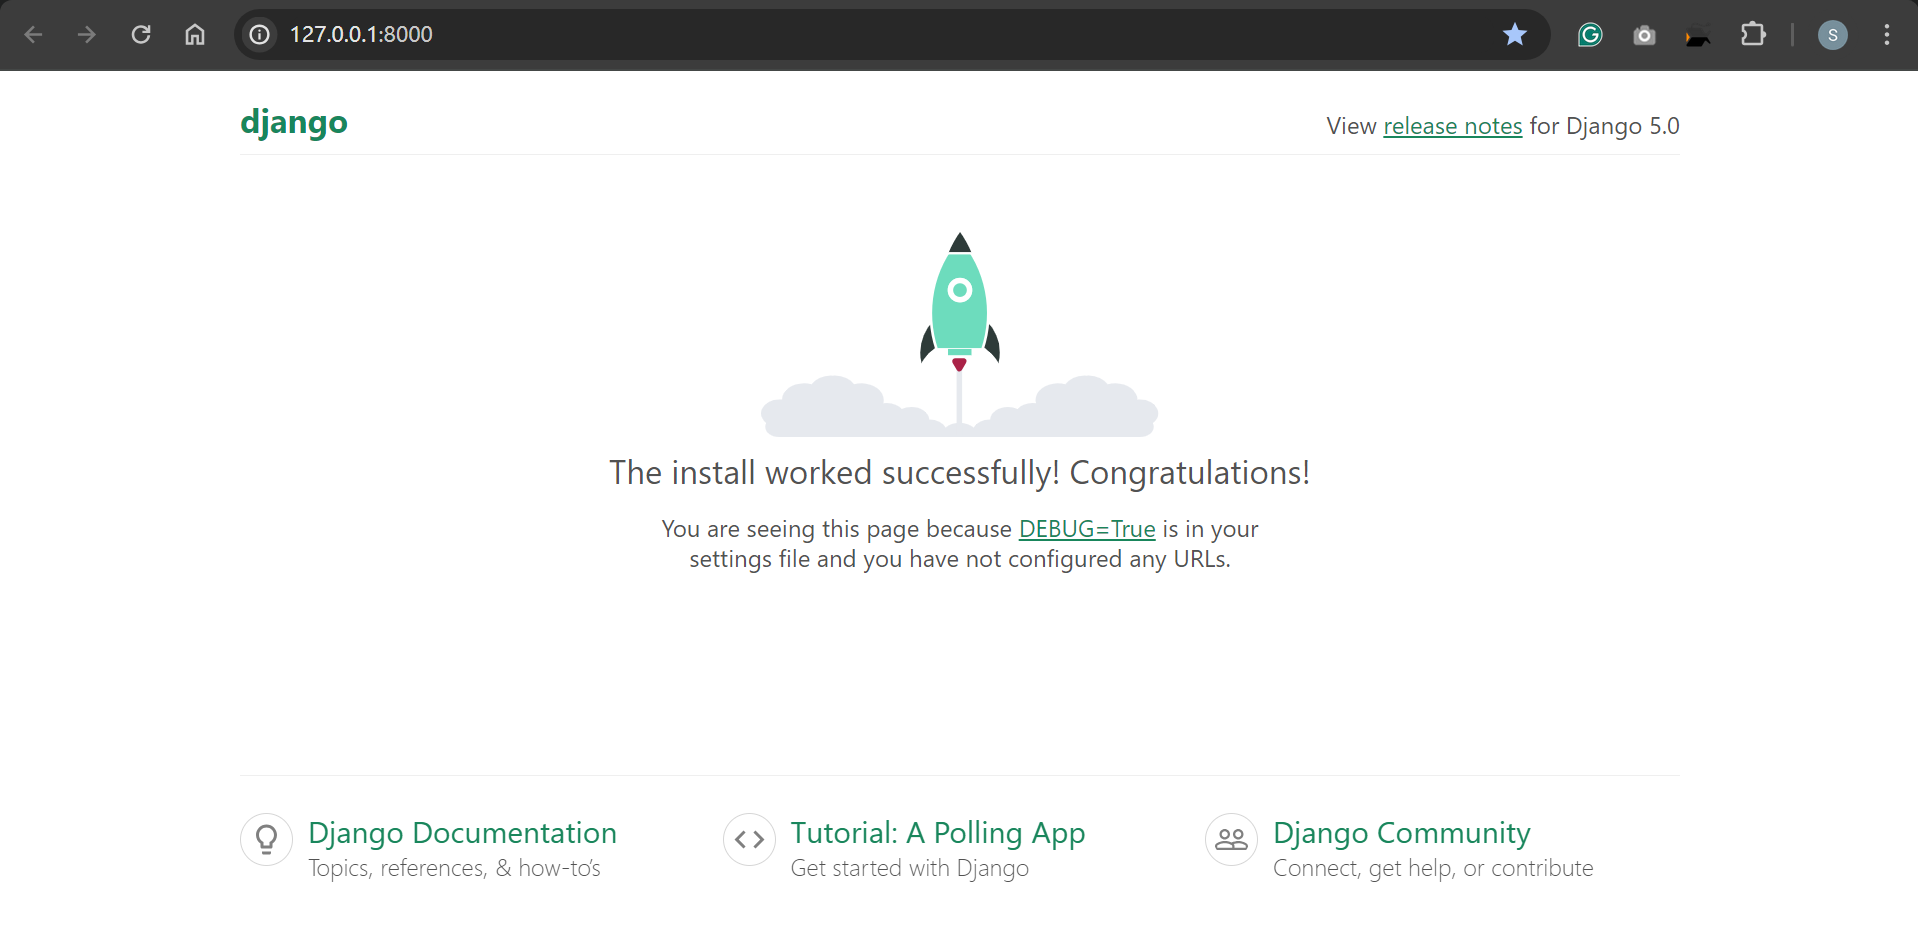 127.0.0.1:8000
S
django
View release notes for Django 5.0
The install worked successfully! Congratulations!
You are seeing this page because DEBUG=True is in your
settings file and you have not configured any URLs.
Django Documentation
Topics, references, & how-to’s
Tutorial: A Polling App
Get started with Django
Django Community
Connect, get help, or contribute